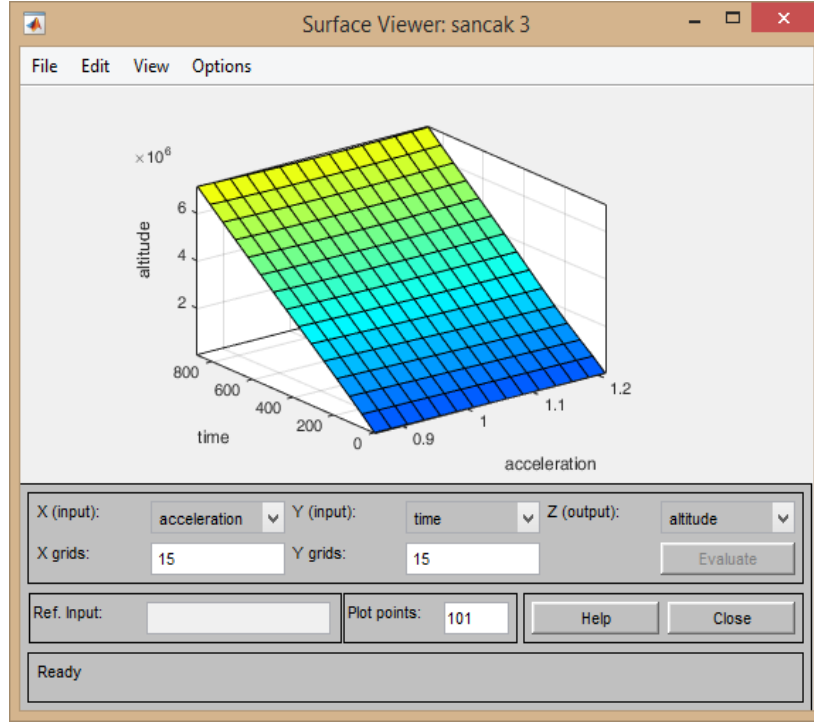 Surface Viewer: sancak 3
File Edit View Options
×10⁶
altitude
6
4
2
800
600
400
200
0
time
0.9
1
1.1
1.2
acceleration
X (input): acceleration Y (input): time Z (output): altitude
X grids: 15 Y grids: 15 Evaluate
Ref. Input: Plot points: 101 Help Close
Ready